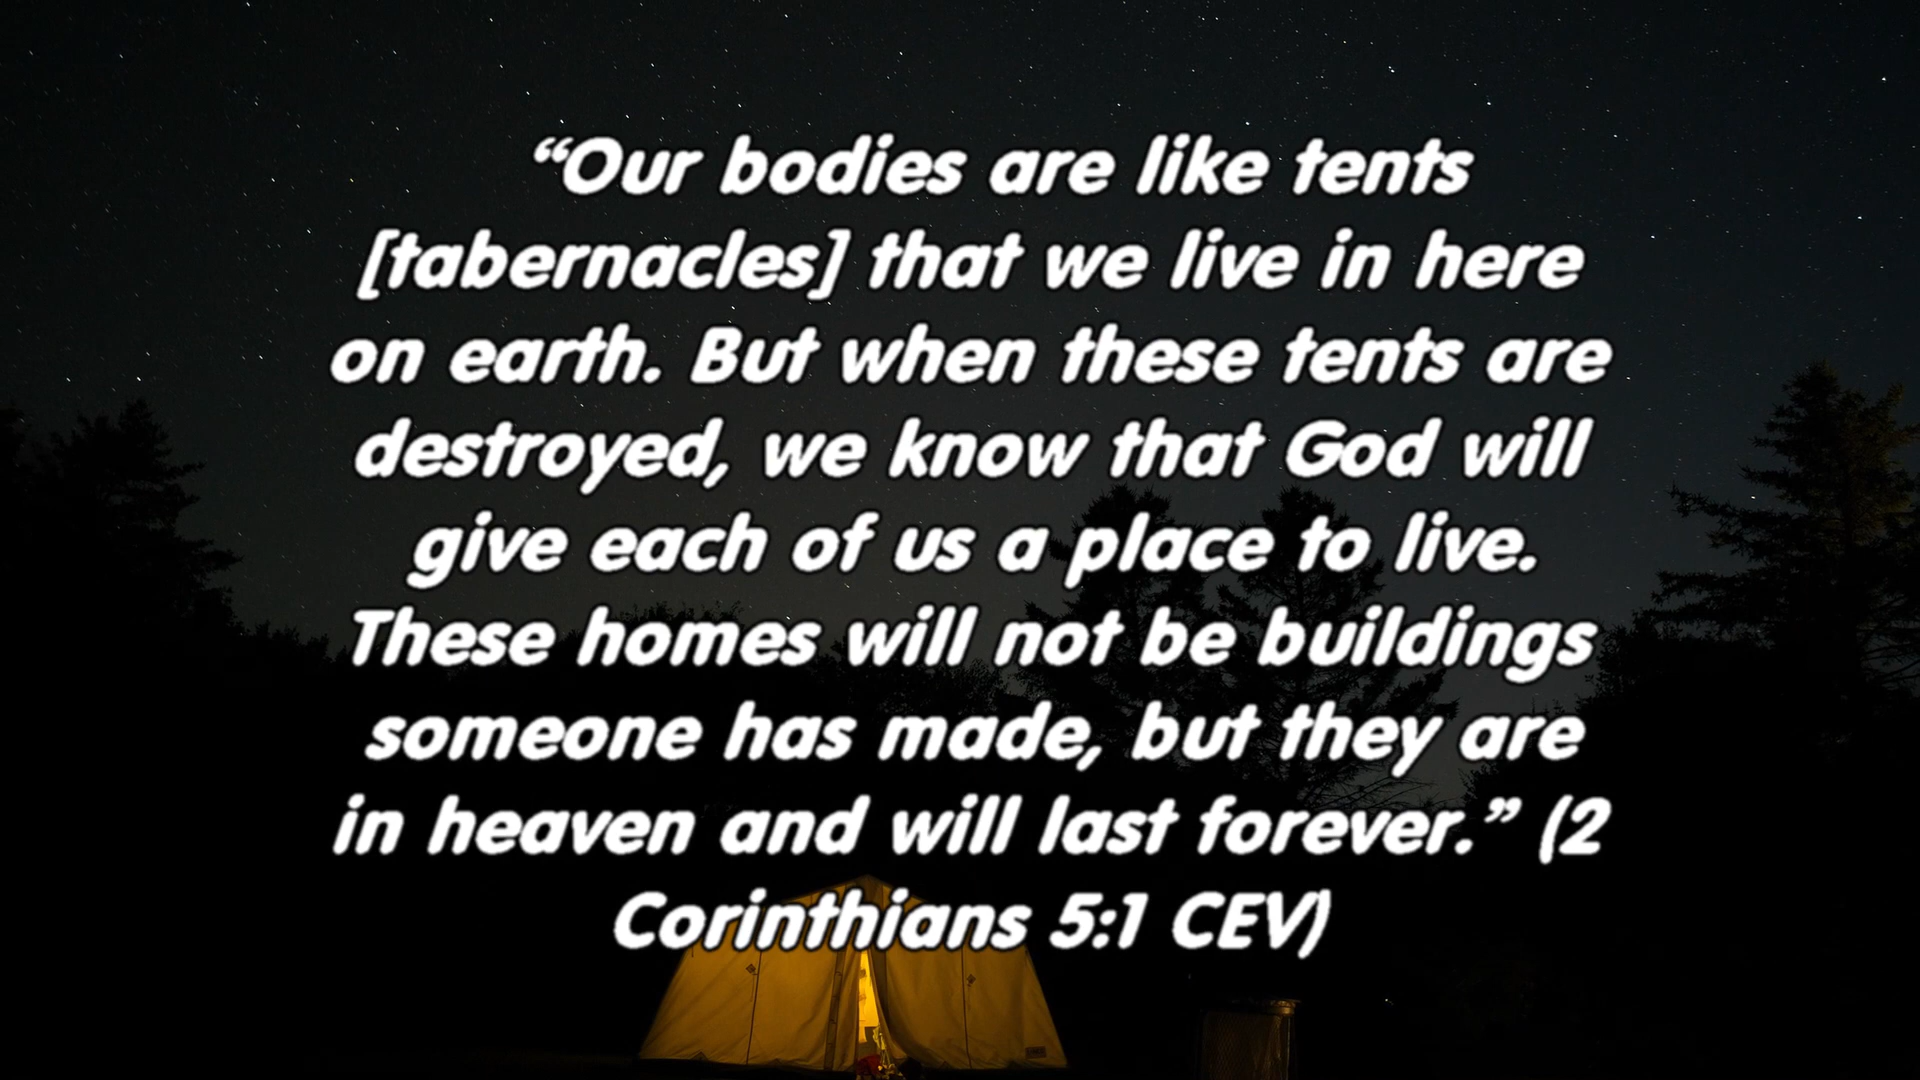 “Our bodies are like tents
[tabernacles] that we live in here
on earth. But when these tents are
destroyed, we know that God will
give each of us a place to live.
These homes will not be buildings
someone has made, but they are
in heaven and will last forever.” (2
Corinthians 5:1 CEV)